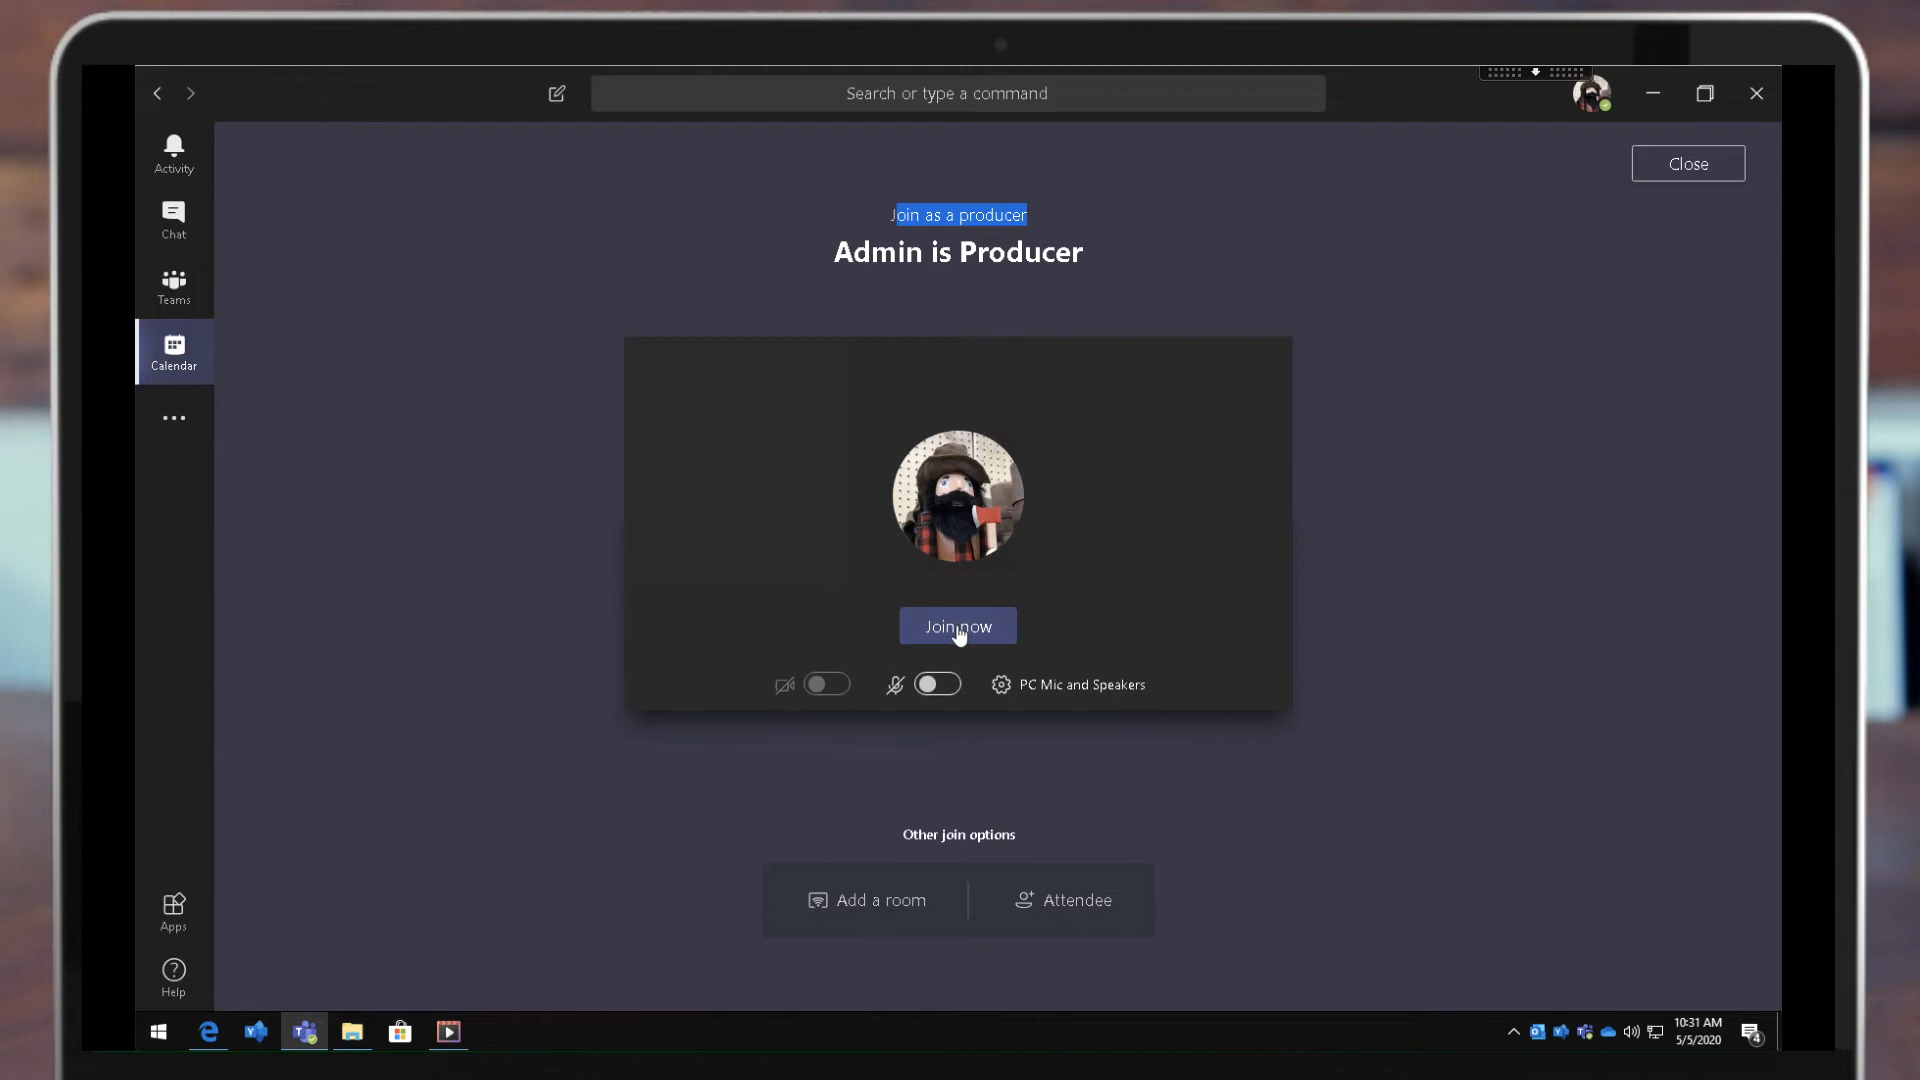 Search or type a command
Activity
Chat
Teams
Calendar
Close
Join as a producer
Admin is Producer
Join now
PC Mic and Speakers
Other join options
Add a room
Attendee
Apps
Help
10:31 AM
5/5/2020
4